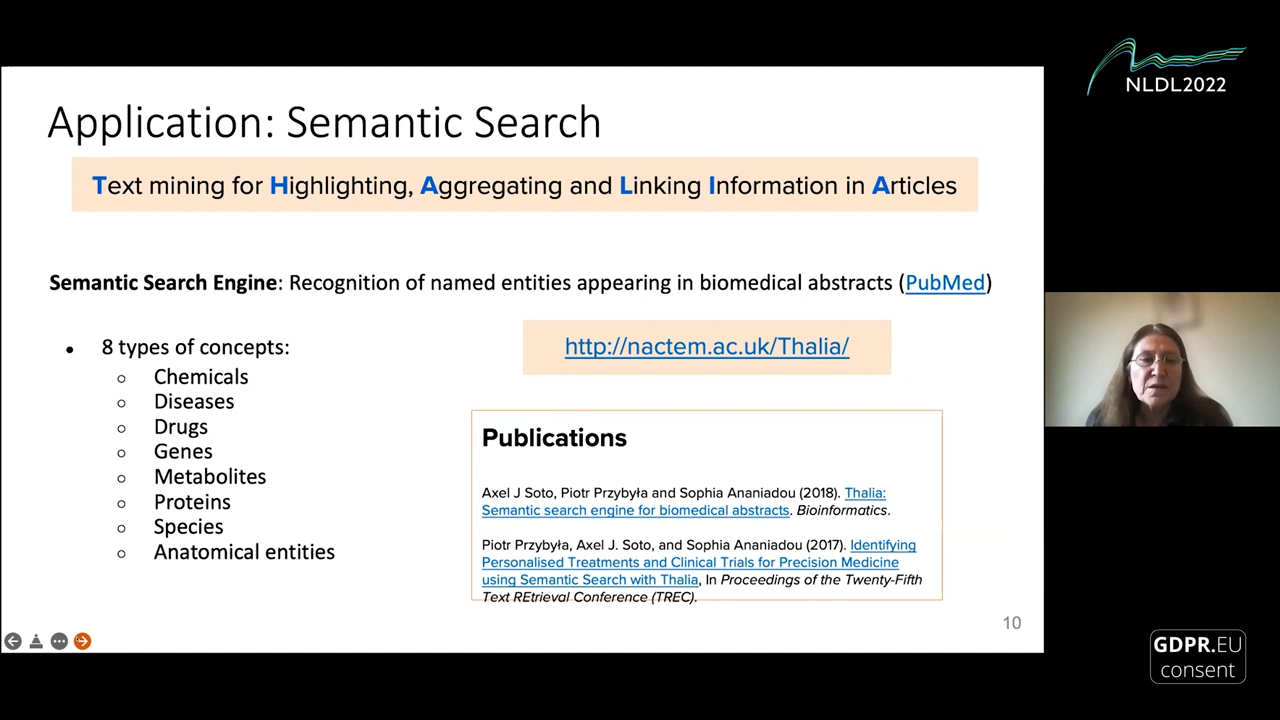 NLDL2022
Application: Semantic Search
Text mining for Highlighting, Aggregating and Linking Information in Articles
Semantic Search Engine: Recognition of named entities appearing in biomedical abstracts (PubMed)
● 8 types of concepts:
○ Chemicals
○ Diseases
○ Drugs
○ Genes
○ Metabolites
○ Proteins
○ Species
○ Anatomical entities
http://nactem.ac.uk/Thalia/
Publications
Axel J Soto, Piotr Przybyła and Sophia Ananiadou (2018). Thalia:
Semantic search engine for biomedical abstracts. Bioinformatics.
Piotr Przybyła, Axel J. Soto, and Sophia Ananiadou (2017). Identifying
Personalised Treatments and Clinical Trials for Precision Medicine
using Semantic Search with Thalia, In Proceedings of the Twenty-Fifth
Text REtrieval Conference (TREC).
10
GDPR.EU
consent